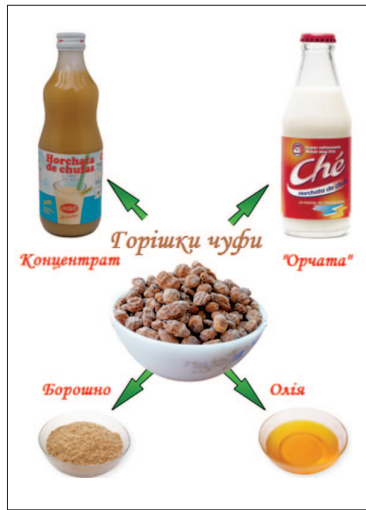 Horchata
de chufas
Ché
horchata de chufa
Горішки чуфи
Концентрат
"Орчата"
Борошно
Олія